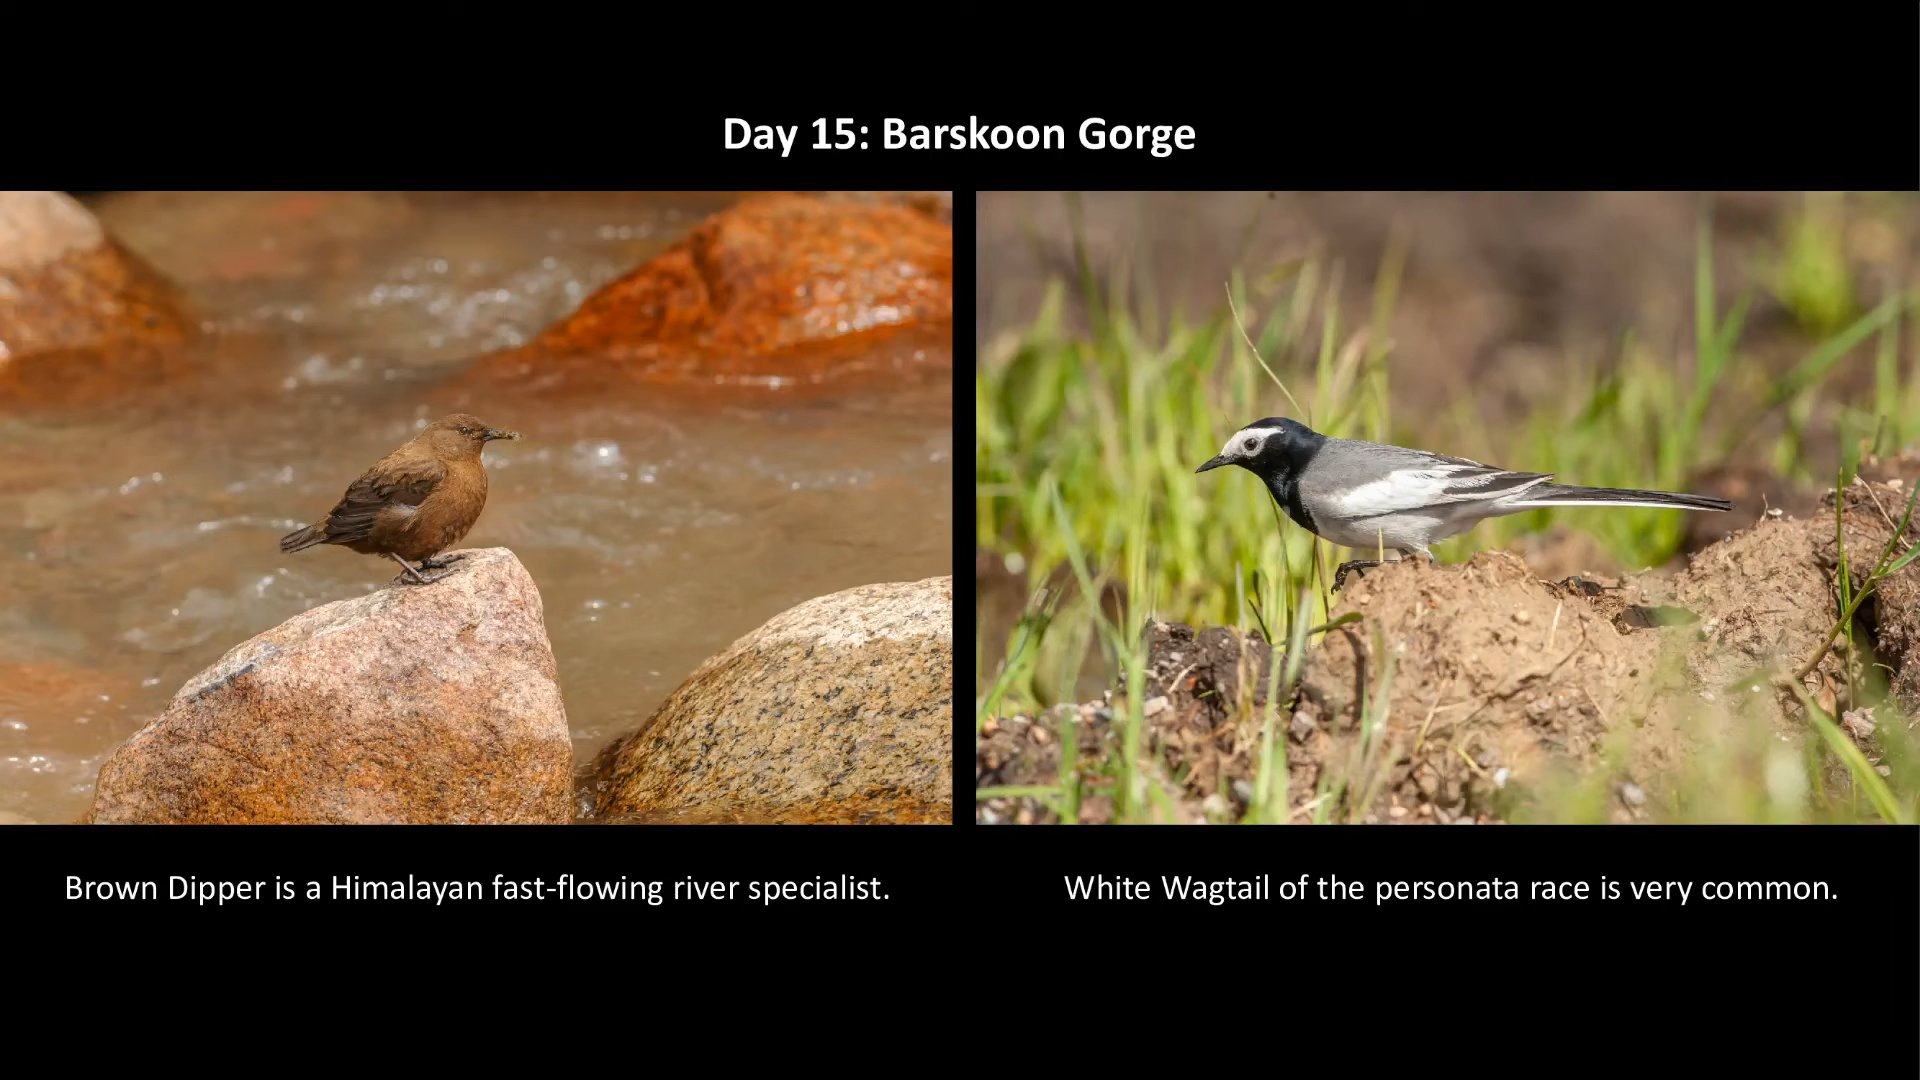 Day 15: Barskoon Gorge
Brown Dipper is a Himalayan fast-flowing river specialist.
White Wagtail of the personata race is very common.